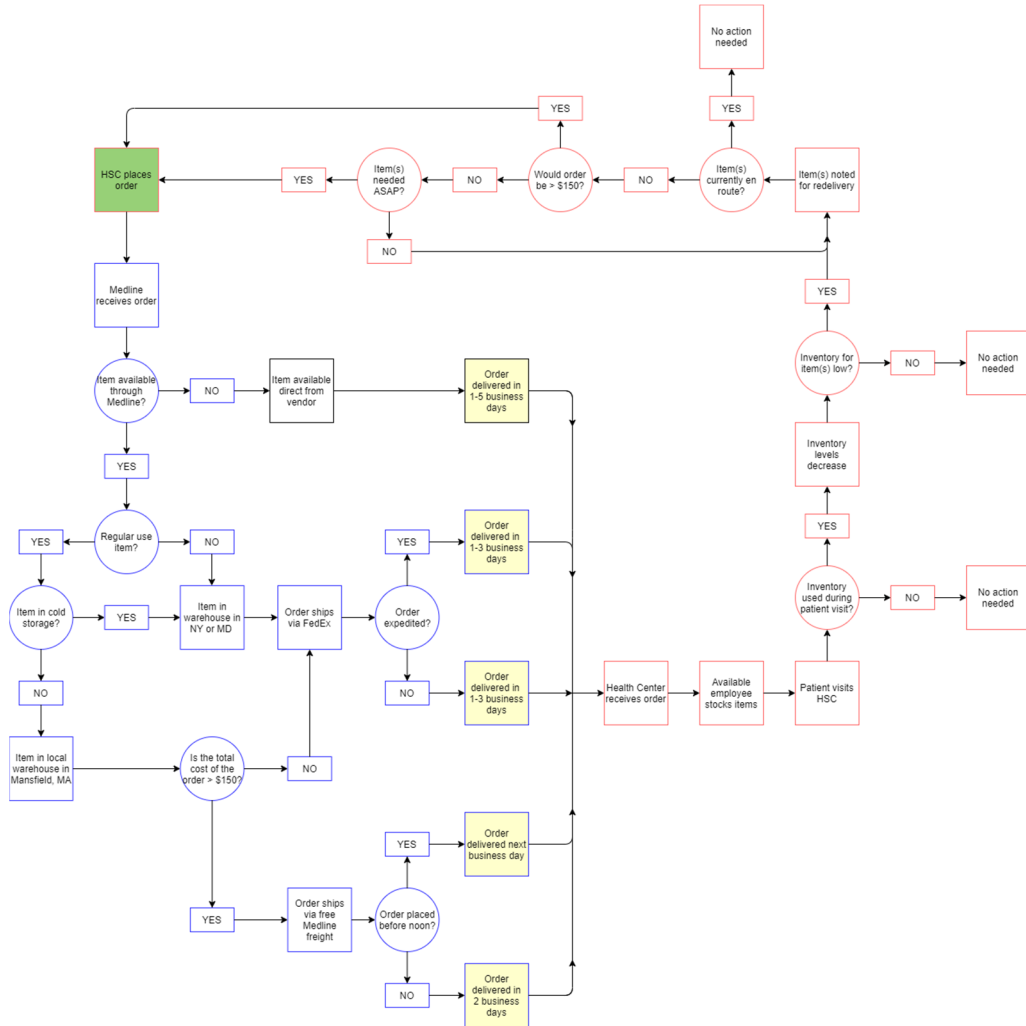 No action
needed
YES
YES
HSC places
order
YES
Item(s)
needed
ASAP?
NO
Would order
be > $150?
NO
Item(s)
currently en
route?
Item(s) noted
for redelivery
NO
Medline
receives order
YES
Item available
through
Medline?
NO
Item available
direct from
vendor
Order
delivered in
1-5 business
days
Inventory for
item(s) low?
NO
No action
needed
YES
Inventory
levels
decrease
YES
Regular use
item?
NO
YES
Order
delivered in
1-3 business
days
YES
Item in cold
storage?
YES
Item in
warehouse in
NY or MD
Order ships
via FedEx
Order
expedited?
Inventory
used during
patient visit?
NO
No action
needed
NO
NO
Order
delivered in
1-3 business
days
Health Center
receives order
Available
employee
stocks items
Patient visits
HSC
Item in local
warehouse in
Mansfield, MA
Is the total
cost of the
order > $150?
NO
YES
Order
delivered next
business day
YES
Order ships
via free
Medline
freight
Order placed
before noon?
NO
Order
delivered in
2 business
days